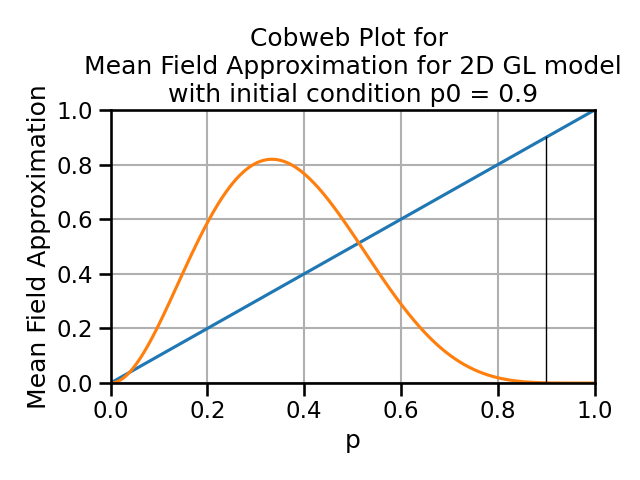 Cobweb Plot for
Mean Field Approximation for 2D GL model
with initial condition p0 = 0.9
Mean Field Approximation
1.0
0.8
0.6
0.4
0.2
0.0
0.0 0.2 0.4 0.6 0.8 1.0
p